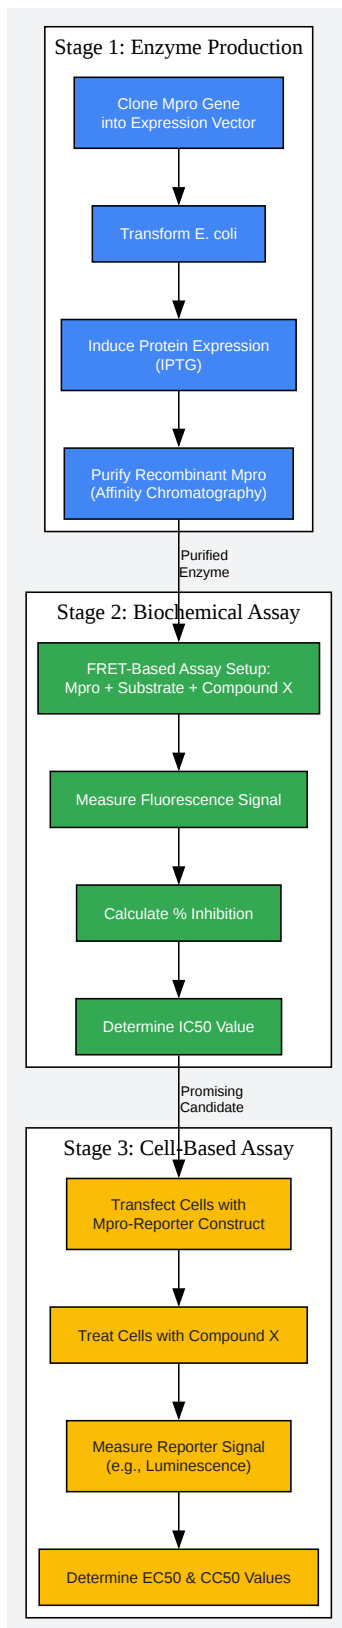 Stage 1: Enzyme Production
Clone Mpro Gene
into Expression Vector
Transform E. coli
Induce Protein Expression
(IPTG)
Purify Recombinant Mpro
(Affinity Chromatography)
Purified
Enzyme
Stage 2: Biochemical Assay
FRET-Based Assay Setup:
Mpro + Substrate + Compound X
Measure Fluorescence Signal
Calculate % Inhibition
Determine IC50 Value
Promising
Candidate
Stage 3: Cell-Based Assay
Transfect Cells with
Mpro-Reporter Construct
Treat Cells with Compound X
Measure Reporter Signal
(e.g., Luminescence)
Determine EC50 & CC50 Values